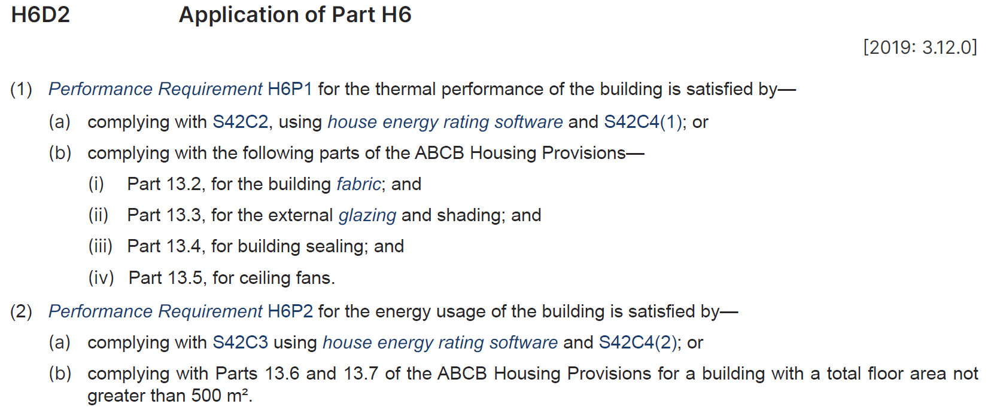 H6D2 Application of Part H6
[2019: 3.12.0]
(1) Performance Requirement H6P1 for the thermal performance of the building is satisfied by—
(a) complying with S42C2, using house energy rating software and S42C4(1); or
(b) complying with the following parts of the ABCB Housing Provisions—
(i) Part 13.2, for the building fabric; and
(ii) Part 13.3, for the external glazing and shading; and
(iii) Part 13.4, for building sealing; and
(iv) Part 13.5, for ceiling fans.
(2) Performance Requirement H6P2 for the energy usage of the building is satisfied by—
(a) complying with S42C3 using house energy rating software and S42C4(2); or
(b) complying with Parts 13.6 and 13.7 of the ABCB Housing Provisions for a building with a total floor area not
greater than 500 m².